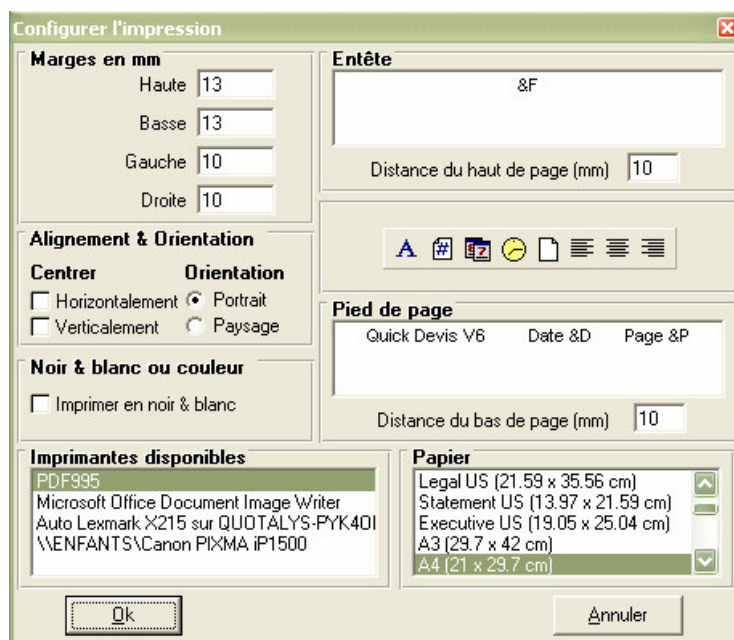 Configurer l'impression
Marges en mm
Haute 13
Basse 13
Gauche 10
Droite 10
Alignement & Orientation
Centrer Orientation
Horizontalement Portrait
Verticalement Paysage
Noir & blanc ou couleur
Imprimer en noir & blanc
Entête
&F
Distance du haut de page (mm) 10
A # 
Pied de page
Quick Devis V6 Date &D Page &P
Distance du bas de page (mm) 10
Imprimantes disponibles
PDF995
Microsoft Office Document Image Writer
Auto Lexmark X215 sur QUOTALYS-PYK4OI
\\ENFANTS\Canon PIXMA iP1500
Papier
Legal US (21.59 x 35.56 cm)
Statement US (13.97 x 21.59 cm)
Executive US (19.05 x 25.04 cm)
A3 (29.7 x 42 cm)
A4 (21 x 29.7 cm)
Ok
Annuler